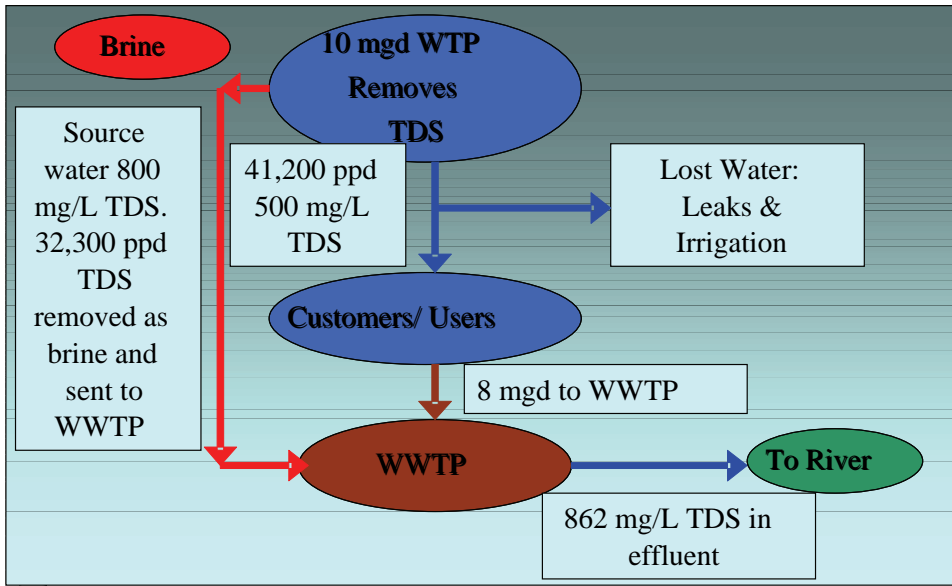 Brine
10 mgd WTP
Removes
TDS
Source
water 800
mg/L TDS.
32,300 ppd
TDS
removed as
brine and
sent to
WWTP
41,200 ppd
500 mg/L
TDS
Lost Water:
Leaks &
Irrigation
Customers/ Users
8 mgd to WWTP
WWTP
To River
862 mg/L TDS in
effluent